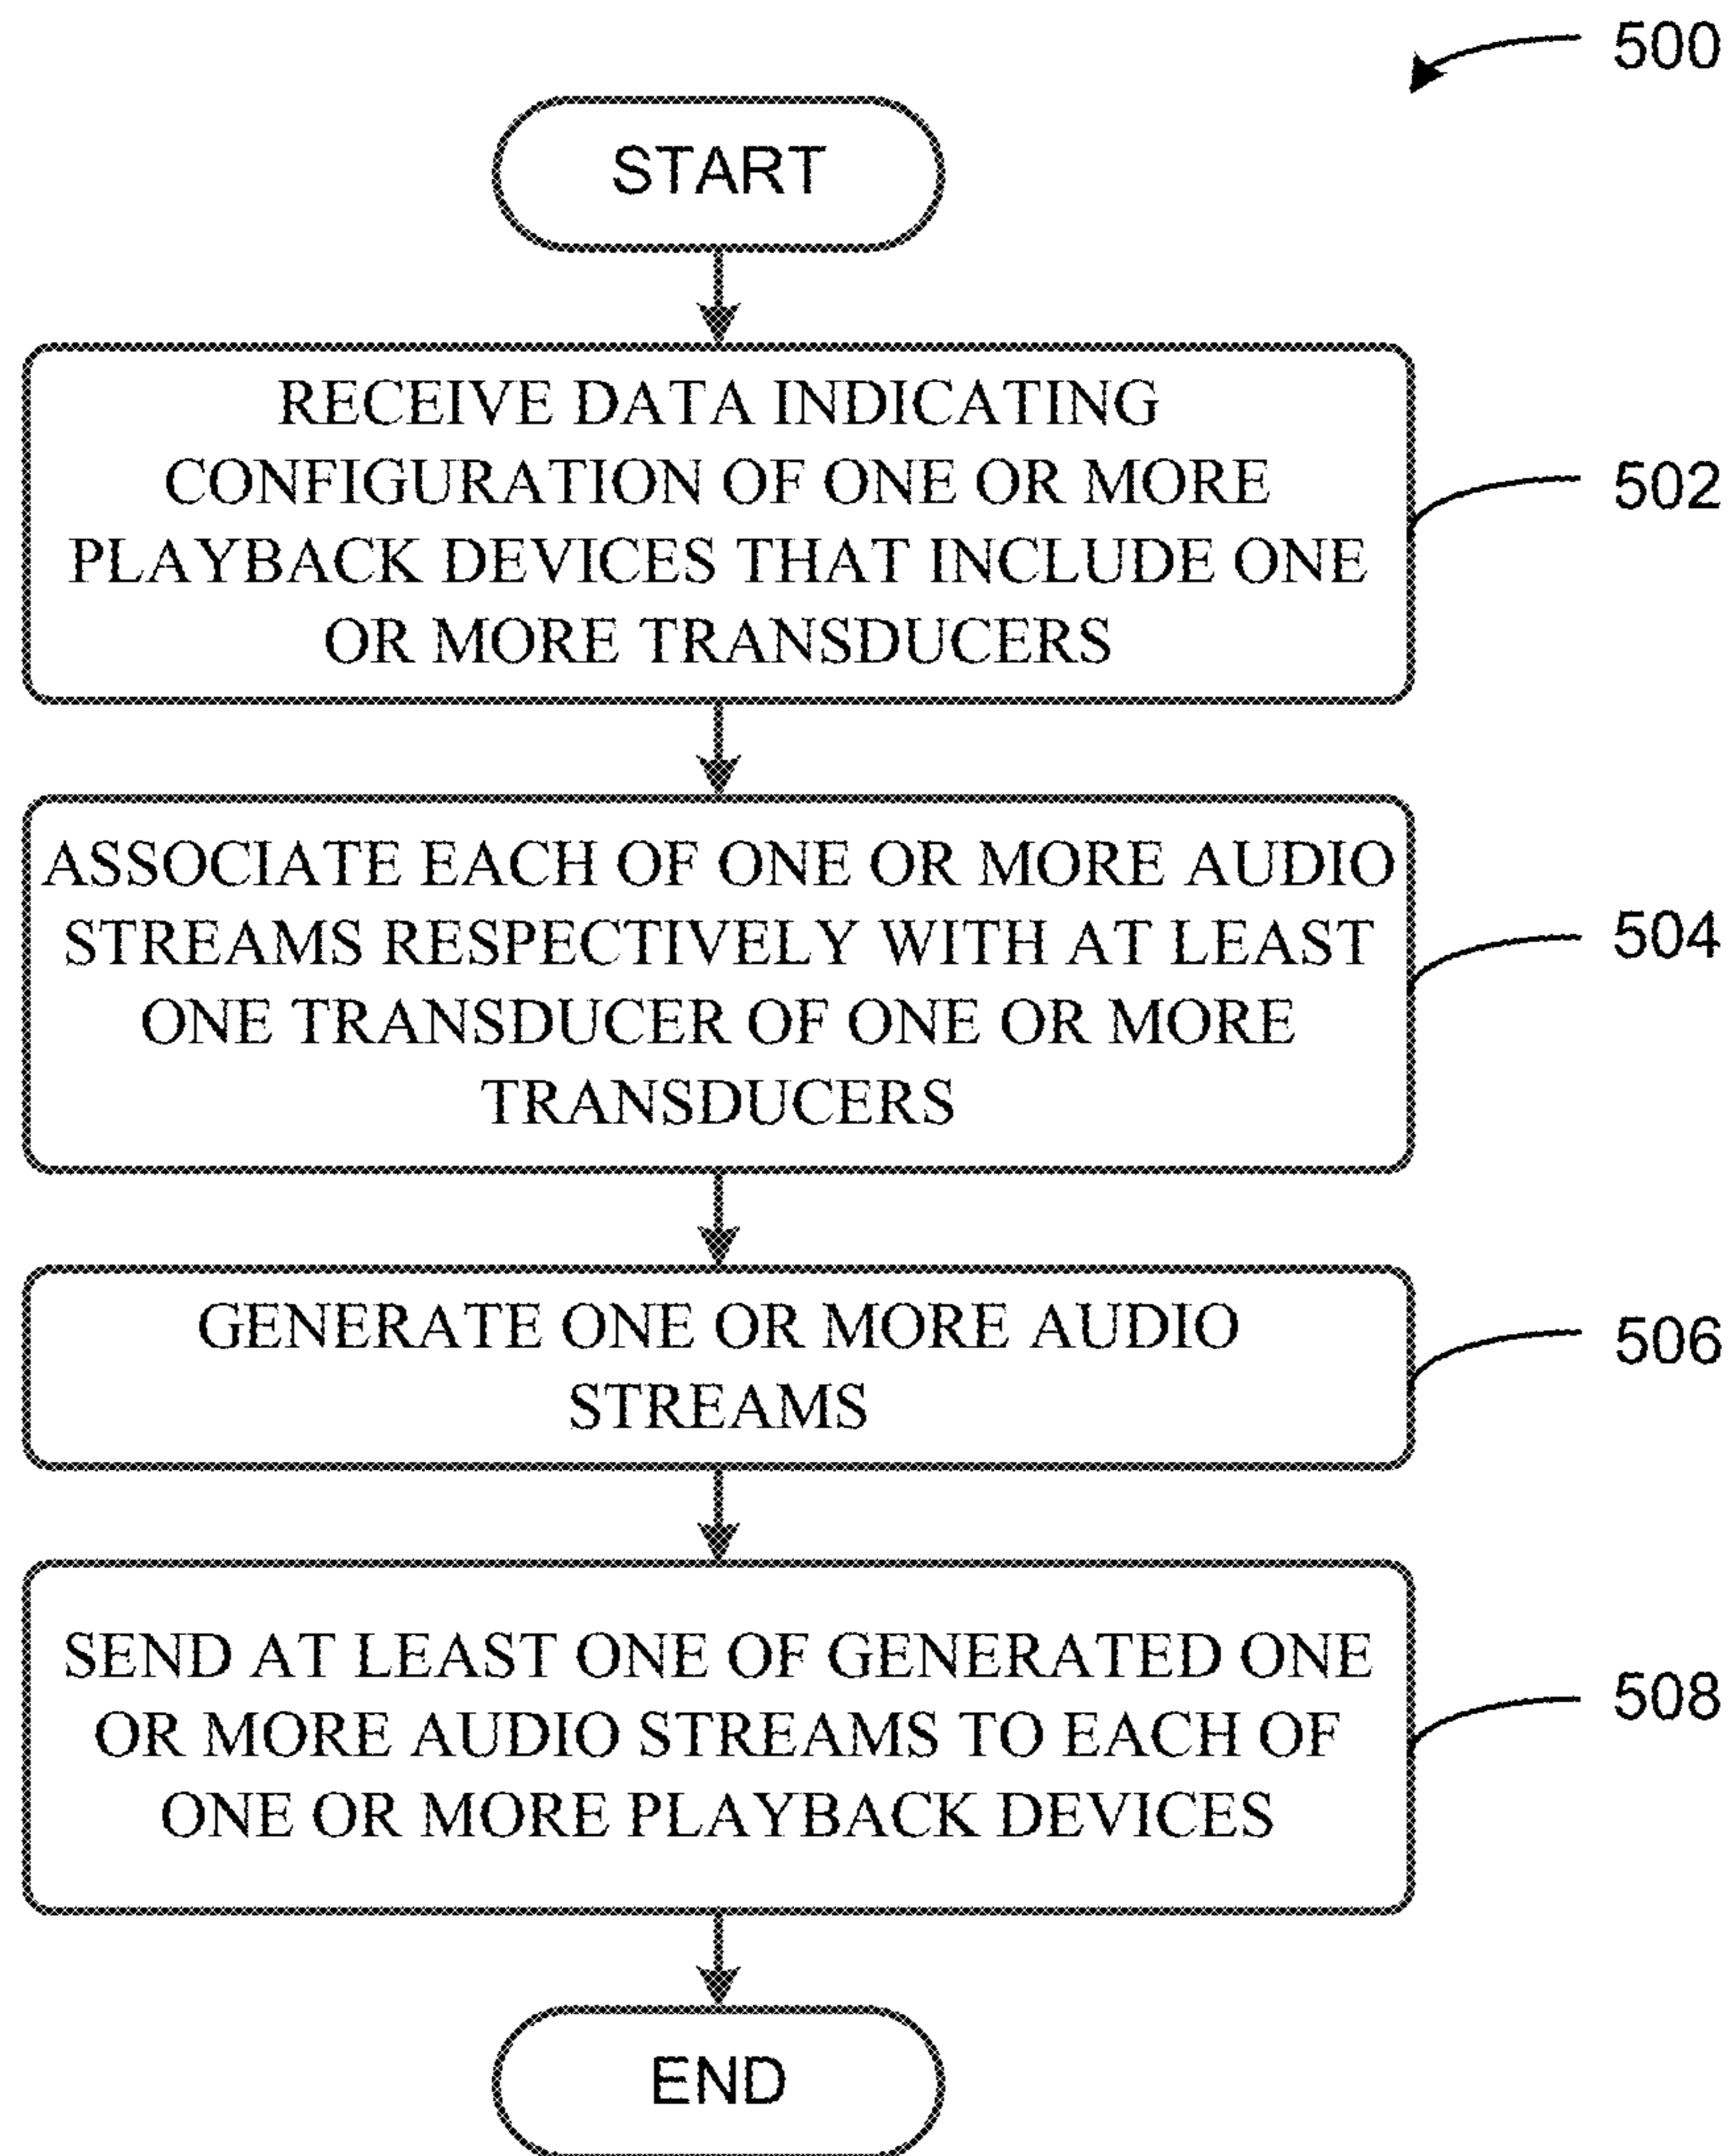 500
START
RECEIVE DATA INDICATING
CONFIGURATION OF ONE OR MORE
PLAYBACK DEVICES THAT INCLUDE ONE
OR MORE TRANSDUCERS
502
ASSOCIATE EACH OF ONE OR MORE AUDIO
STREAMS RESPECTIVELY WITH AT LEAST
ONE TRANSDUCER OF ONE OR MORE
TRANSDUCERS
504
GENERATE ONE OR MORE AUDIO
STREAMS
506
SEND AT LEAST ONE OF GENERATED ONE
OR MORE AUDIO STREAMS TO EACH OF
ONE OR MORE PLAYBACK DEVICES
508
END